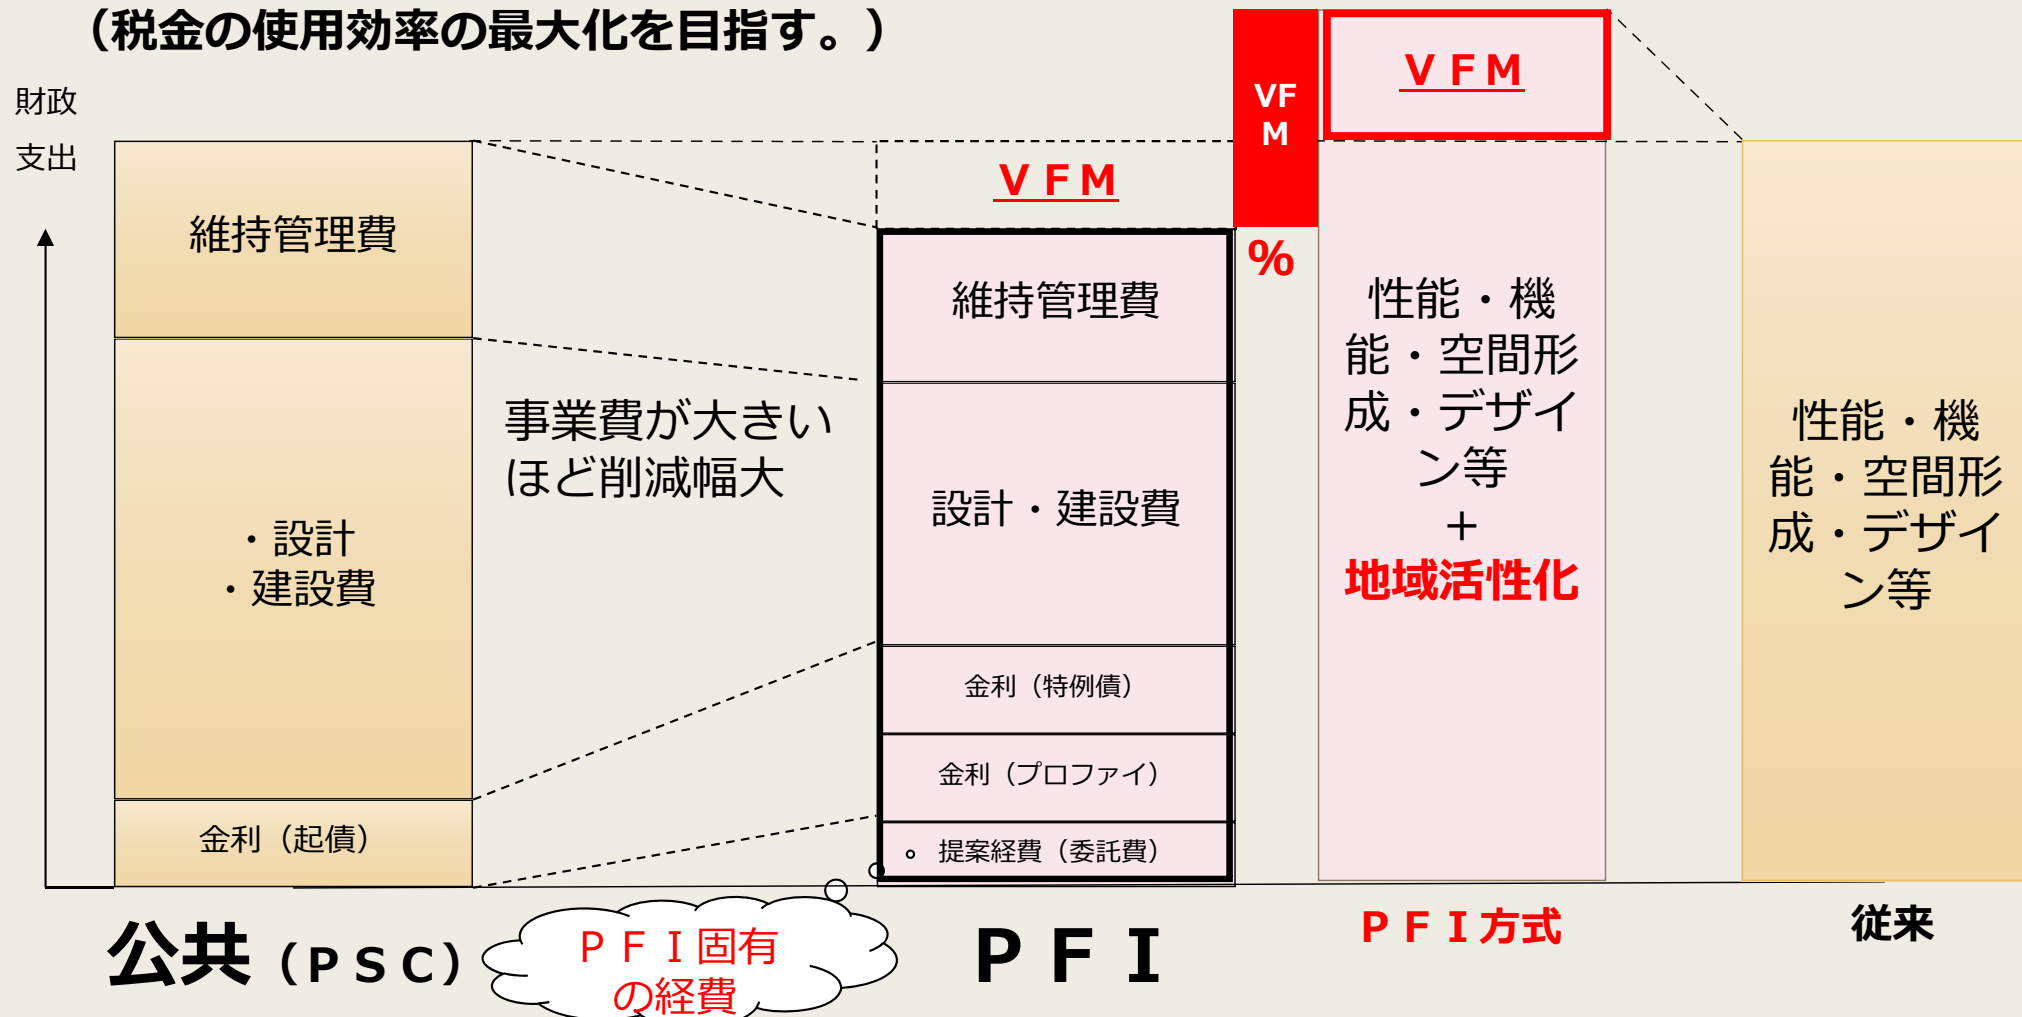 （税金の使用効率の最大化を目指す。）
財政
支出
維持管理費
・設計
・建設費
金利（起債）
公共（ＰＳＣ）
事業費が大きい
ほど削減幅大
ＰＦＩ固有
の経費
ＶＦＭ
維持管理費
設計・建設費
金利（特例債）
金利（プロファイ）
提案経費（委託費）
ＰＦＩ
VF
M
％
ＶＦＭ
性能・機
能・空間形
成・デザイ
ン等
＋
地域活性化
ＰＦＩ方式
性能・機
能・空間形
成・デザイ
ン等
従来